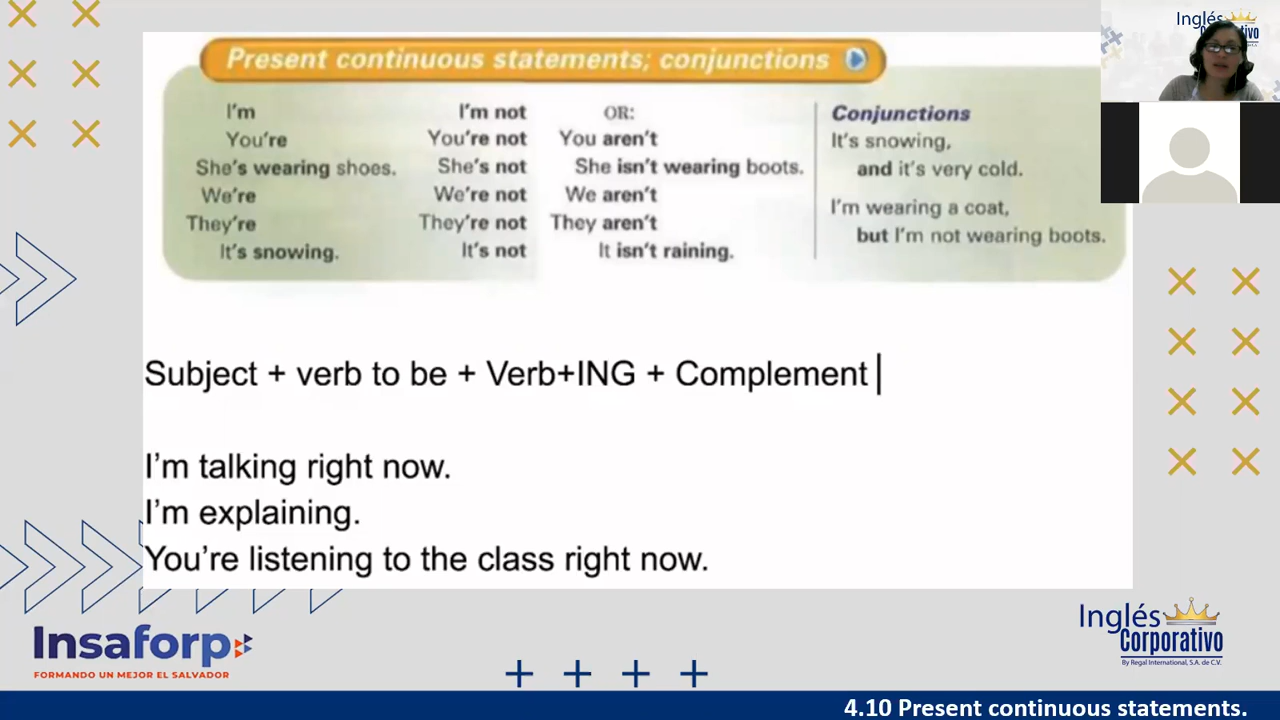 Present continuous statements; conjunctions
I'm I'm not OR: Conjunctions
You're You're not You aren't It's snowing,
She's wearing shoes. She's not She isn't wearing boots. and it's very cold.
We're We're not We aren't I'm wearing a coat,
They're They're not They aren't but I'm not wearing boots.
It's snowing. It's not It isn't raining.
Subject + verb to be + Verb+ING + Complement
I'm talking right now.
I'm explaining.
You're listening to the class right now.
Inglés
Corporativo
Insaforp
FORMANDO UN MEJOR EL SALVADOR
Inglés
Corporativo
By Regal International, S.A. de C.V.
4.10 Present continuous statements.